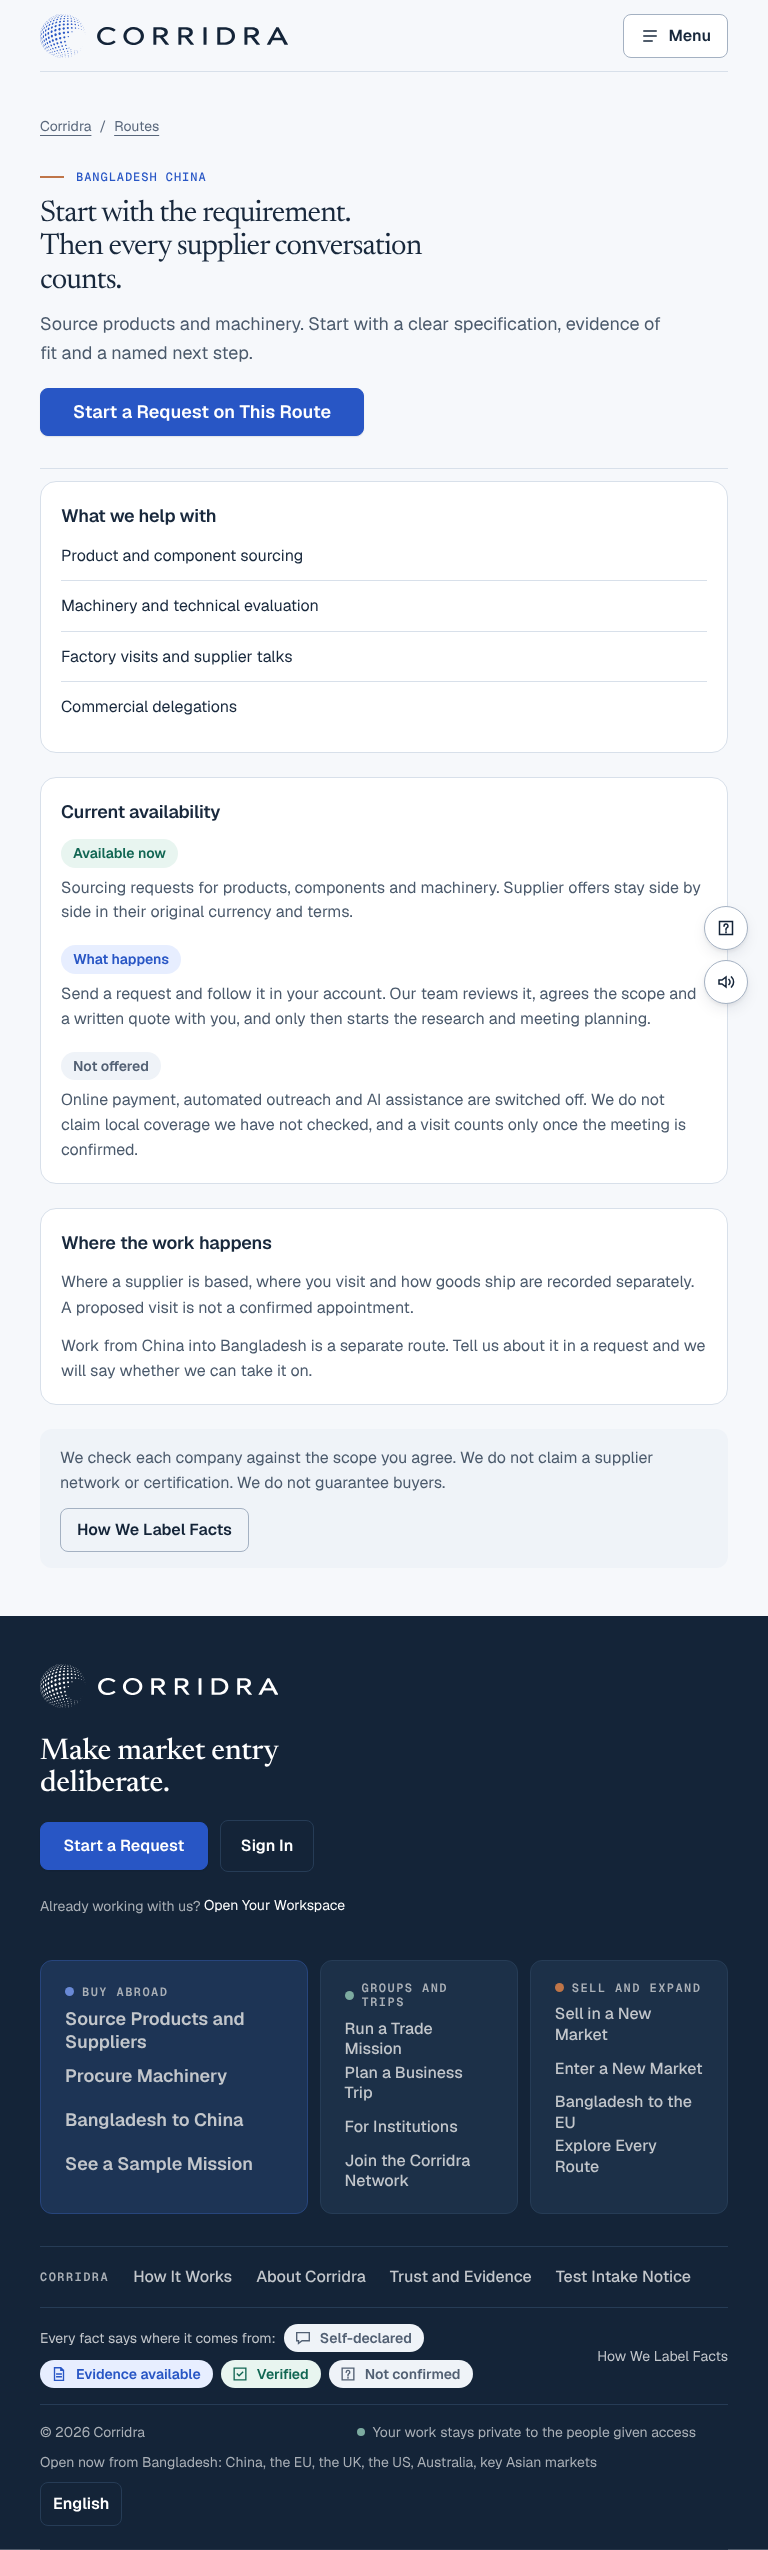 CORRIDRA
Menu
Corridra / Routes
BANGLADESH CHINA
Start with the requirement.
Then every supplier conversation
counts.
Source products and machinery. Start with a clear specification, evidence of
fit and a named next step.
Start a Request on This Route
What we help with
Product and component sourcing
Machinery and technical evaluation
Factory visits and supplier talks
Commercial delegations
Current availability
Available now
Sourcing requests for products, components and machinery. Supplier offers stay side by
side in their original currency and terms.
What happens
Send a request and follow it in your account. Our team reviews it, agrees the scope and
a written quote with you, and only then starts the research and meeting planning.
Not offered
Online payment, automated outreach and AI assistance are switched off. We do not
claim local coverage we have not checked, and a visit counts only once the meeting is
confirmed.
Where the work happens
Where a supplier is based, where you visit and how goods ship are recorded separately.
A proposed visit is not a confirmed appointment.
Work from China into Bangladesh is a separate route. Tell us about it in a request and we
will say whether we can take it on.
We check each company against the scope you agree. We do not claim a supplier
network or certification. We do not guarantee buyers.
How We Label Facts
CORRIDRA
Make market entry
deliberate.
Start a Request
Sign In
Already working with us? Open Your Workspace
BUY ABROAD
Source Products and
Suppliers
Procure Machinery
Bangladesh to China
See a Sample Mission
GROUPS AND
TRIPS
Run a Trade
Mission
Plan a Business
Trip
For Institutions
Join the Corridra
Network
SELL AND EXPAND
Sell in a New
Market
Enter a New Market
Bangladesh to the
EU
Explore Every
Route
CORRIDRA How It Works About Corridra Trust and Evidence Test Intake Notice
Every fact says where it comes from: Self-declared
Evidence available Verified Not confirmed
How We Label Facts
© 2026 Corridra
Your work stays private to the people given access
Open now from Bangladesh: China, the EU, the UK, the US, Australia, key Asian markets
English